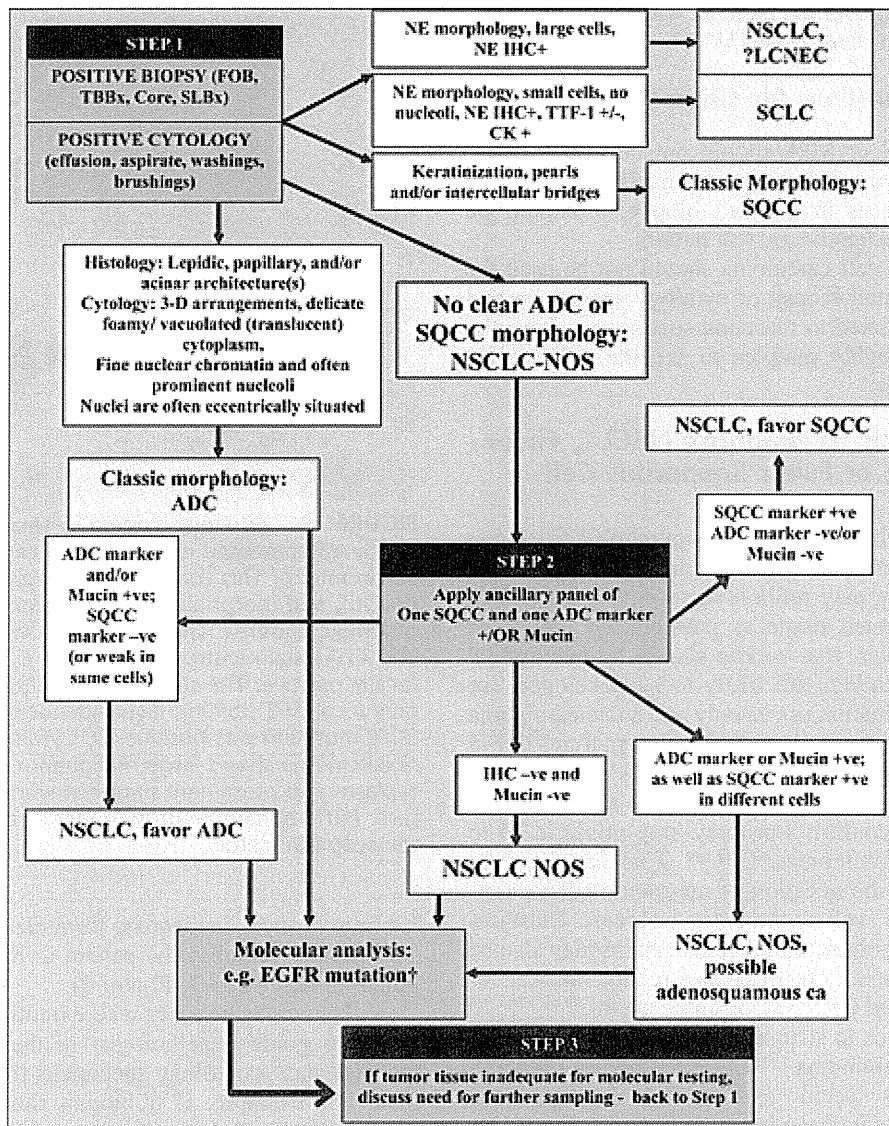 STEP 1
POSITIVE BIOPSY (FOB,
TBBx, Core, SLBx)
POSITIVE CYTOLOGY
(effusion, aspirate, washings,
brushings)
NE morphology, large cells,
NE IHC+
NSCLC,
?LCNEC
NE morphology, small cells, no
nucleoli, NE IHC+, TTF-1 +/-,
CK +
SCLC
Keratinization, pearls
and/or intercellular bridges
Classic Morphology:
SQCC
Histology: Lepidic, papillary, and/or
acinar architecture(s)
Cytology: 3-D arrangements, delicate
foamy/ vacuolated (translucent)
cytoplasm,
Fine nuclear chromatin and often
prominent nucleoli
Nuclei are often eccentrically situated
No clear ADC or
SQCC morphology:
NSCLC-NOS
Classic morphology:
ADC
NSCLC, favor SQCC
SQCC marker +ve
ADC marker -ve/or
Mucin -ve
ADC marker
and/or
Mucin +ve;
SQCC
marker –ve
(or weak in
same cells)
STEP 2
Apply ancillary panel of
One SQCC and one ADC marker
+/OR Mucin
IHC –ve and
Mucin -ve
ADC marker or Mucin +ve;
as well as SQCC marker +ve
in different cells
NSCLC, favor ADC
NSCLC NOS
Molecular analysis:
e.g. EGFR mutation†
NSCLC, NOS,
possible
adenosquamous ca
STEP 3
If tumor tissue inadequate for molecular testing,
discuss need for further sampling - back to Step 1